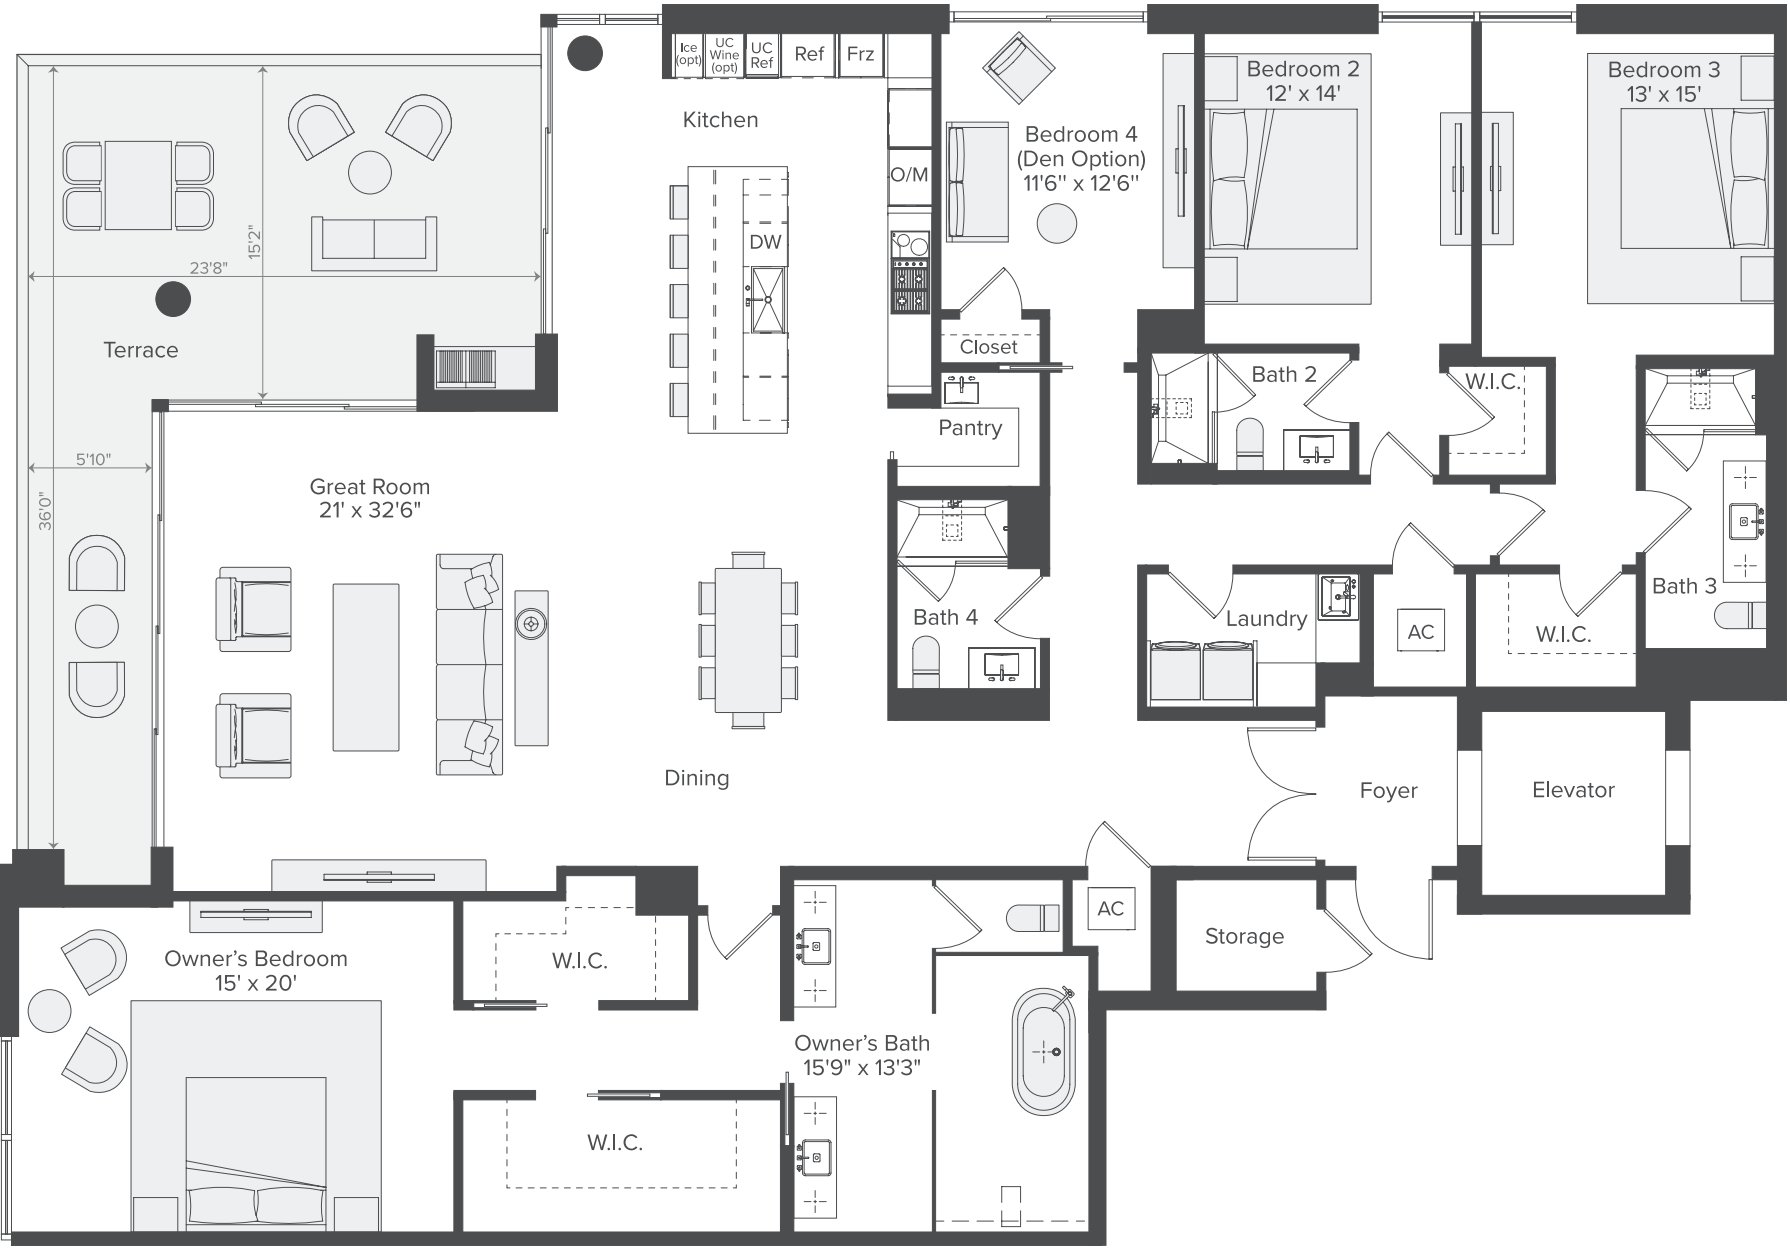 Ice
(opt)
UC
Wine
(opt)
UC
Ref
Ref
Frz
Kitchen
O/M
DW
Bedroom 4
(Den Option)
11'6" x 12'6"
Bedroom 2
12' x 14'
Bedroom 3
13' x 15'
15'2"
23'8"
Terrace
Closet
Bath 2
W.I.C.
Pantry
5'10"
36'0"
Great Room
21' x 32'6"
Bath 4
Laundry
AC
W.I.C.
Bath 3
Dining
Foyer
Elevator
AC
Storage
Owner's Bedroom
15' x 20'
W.I.C.
Owner's Bath
15'9" x 13'3"
W.I.C.